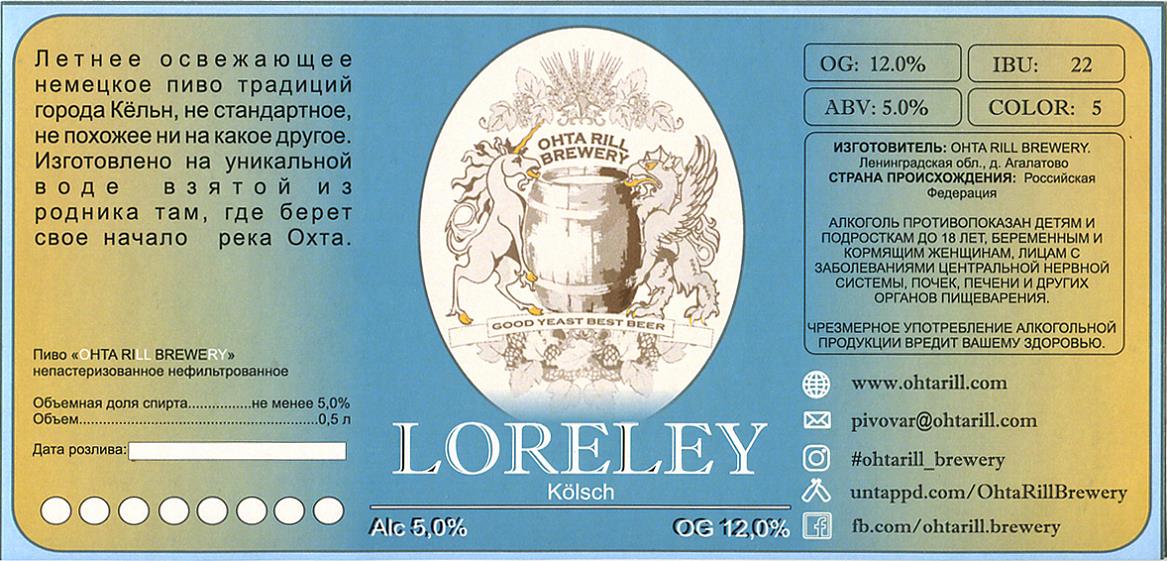 Летнее освежающее
немецкое пиво традиций
города Кёльн, не стандартное,
не похожее ни на какое другое.
Изготовлено на уникальной
воде взятой из
родника там, где берет
свое начало река Охта.
Пиво «OHTA RILL BREWERY»
непастеризованное нефильтрованное
Объемная доля спирта................не менее 5,0%
Объем............................................................0,5 л
Дата розлива:
OHTA RILL
BREWERY
GOOD YEAST BEST BEER
LORELEY
Kölsch
Alc 5,0% OG 12,0%
OG: 12.0% IBU: 22
ABV: 5.0% COLOR: 5
ИЗГОТОВИТЕЛЬ: OHTA RILL BREWERY.
Ленинградская обл., д. Агалатово
СТРАНА ПРОИСХОЖДЕНИЯ: Российская
Федерация
АЛКОГОЛЬ ПРОТИВОПОКАЗАН ДЕТЯМ И
ПОДРОСТКАМ ДО 18 ЛЕТ, БЕРЕМЕННЫМ И
КОРМЯЩИМ ЖЕНЩИНАМ, ЛИЦАМ С
ЗАБОЛЕВАНИЯМИ ЦЕНТРАЛЬНОЙ НЕРВНОЙ
СИСТЕМЫ, ПОЧЕК, ПЕЧЕНИ И ДРУГИХ
ОРГАНОВ ПИЩЕВАРЕНИЯ.
ЧРЕЗМЕРНОЕ УПОТРЕБЛЕНИЕ АЛКОГОЛЬНОЙ
ПРОДУКЦИИ ВРЕДИТ ВАШЕМУ ЗДОРОВЬЮ.
www.ohtarill.com
pivovar@ohtarill.com
#ohtarill_brewery
untappd.com/OhtaRillBrewery
fb.com/ohtarill.brewery